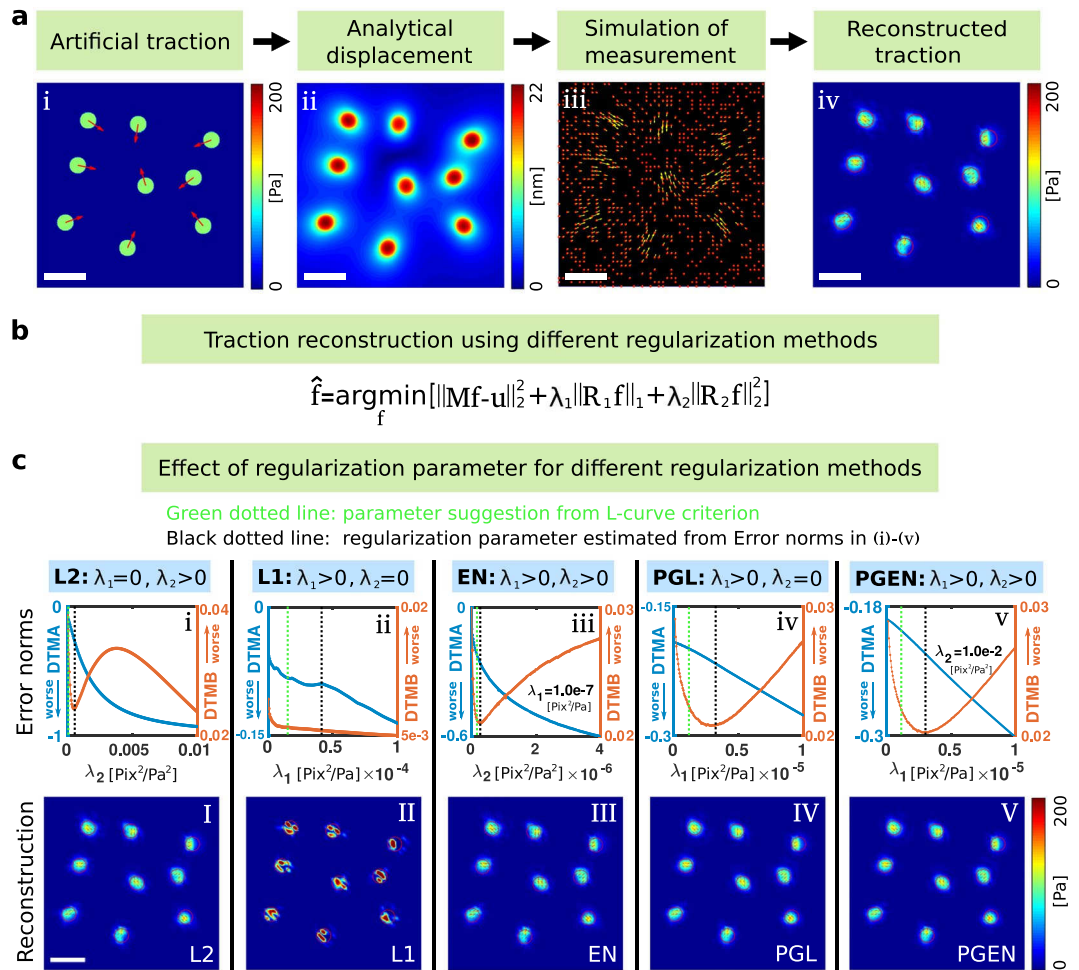 a
Artificial traction
Analytical displacement
Simulation of measurement
Reconstructed traction
i
200
[Pa]
0
ii
22
[nm]
0
iii
iv
200
[Pa]
0
b
Traction reconstruction using different regularization methods
f̂=argmin[||Mf-u||₂²+λ₁||R₁f||₁+λ₂||R₂f||₂²]
f
c
Effect of regularization parameter for different regularization methods
Green dotted line: parameter suggestion from L-curve criterion
Black dotted line: regularization parameter estimated from Error norms in (i)-(v)
Error norms
L2: λ₁=0, λ₂>0
0
0.04
i
worse DTMA
DTMB worse
-1
0.02
0 0.005 0.01
λ₂ [Pix²/Pa²]
L1: λ₁>0, λ₂=0
0
0.02
ii
worse DTMA
DTMB worse
-0.15
5e-3
0 0.5 1
λ₁ [Pix²/Pa] ×10⁻⁴
EN: λ₁>0, λ₂>0
0
0.03
iii
worse DTMA
DTMB worse
λ₁=1.0e-7
[Pix²/Pa]
-0.6
0.02
0 2 4
λ₂ [Pix²/Pa²] ×10⁻⁶
PGL: λ₁>0, λ₂=0
-0.15
0.03
iv
worse DTMA
DTMB worse
-0.3
0.02
0 0.5 1
λ₁ [Pix²/Pa] ×10⁻⁵
PGEN: λ₁>0, λ₂>0
-0.18
0.03
v
worse DTMA
DTMB worse
λ₂=1.0e-2
[Pix²/Pa²]
-0.3
0.02
0 0.5 1
λ₁ [Pix²/Pa] ×10⁻⁵
Reconstruction
I
L2
II
L1
III
EN
IV
PGL
V
PGEN
200
[Pa]
0